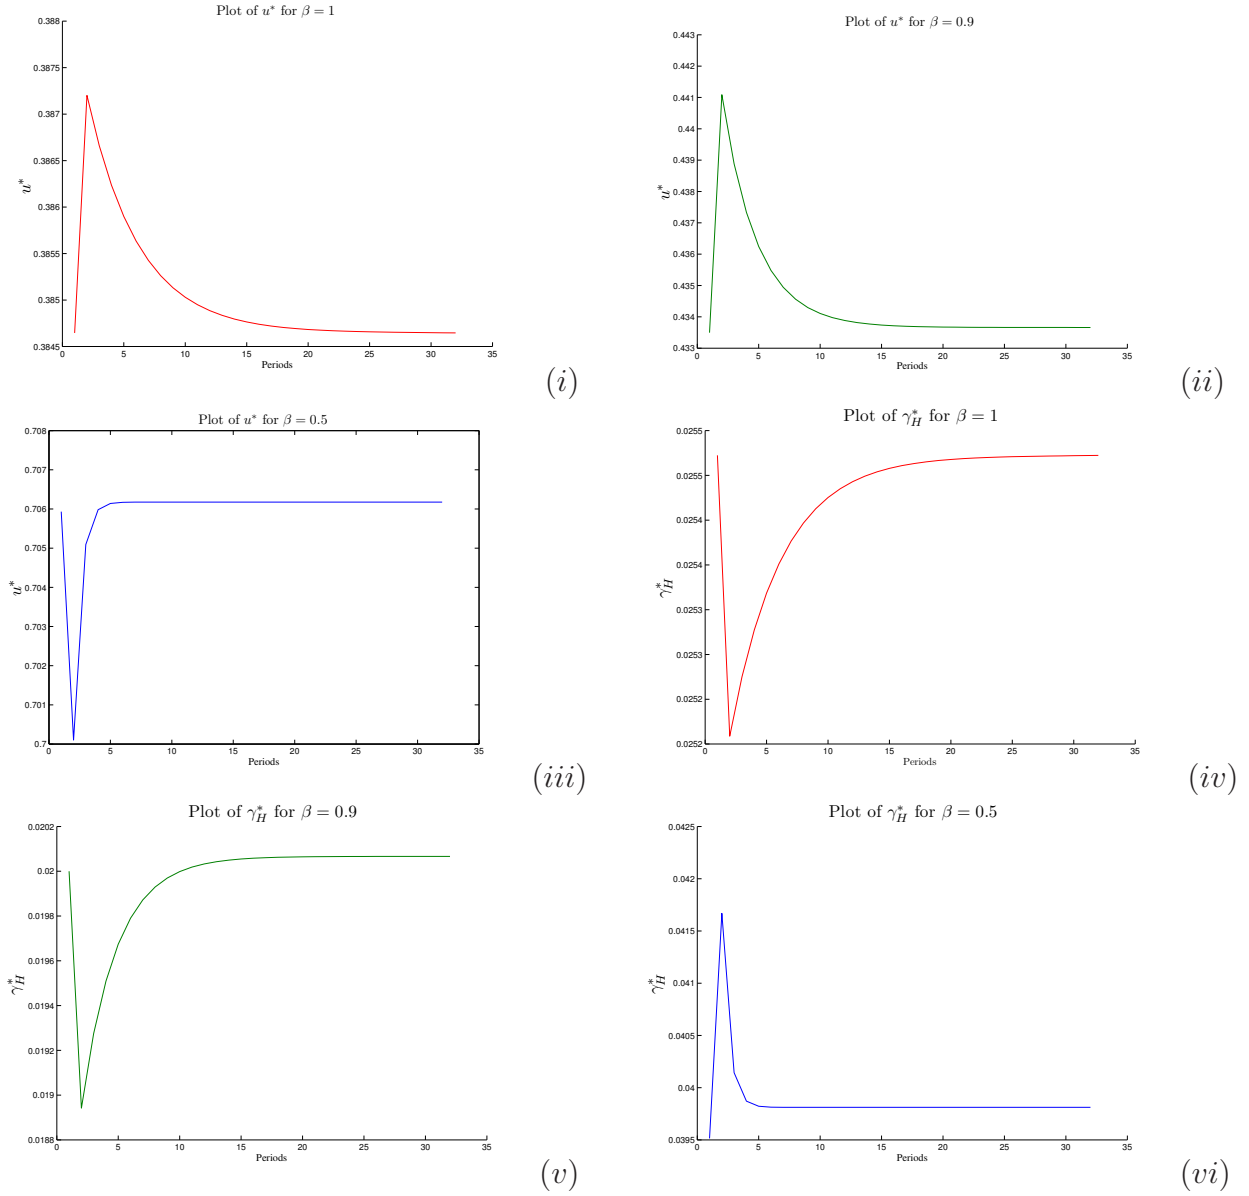 Plot of u* for β = 1
0.388
0.3875
0.387
0.3865
0.386
0.3855
0.385
0.3845
u*
0 5 10 15 20 25 30 35
Periods
(i)
Plot of u* for β = 0.9
0.443
0.442
0.441
0.44
0.439
0.438
0.437
0.436
0.435
0.434
0.433
u*
0 5 10 15 20 25 30 35
Periods
(ii)
Plot of u* for β = 0.5
0.708
0.707
0.706
0.705
0.704
0.703
0.702
0.701
0.7
u*
0 5 10 15 20 25 30 35
Periods
(iii)
Plot of γ*_H for β = 1
0.0255
0.0255
0.0254
0.0254
0.0253
0.0253
0.0252
0.0252
γ*_H
0 5 10 15 20 25 30 35
Periods
(iv)
Plot of γ*_H for β = 0.9
0.0202
0.02
0.0198
0.0196
0.0194
0.0192
0.019
0.0188
γ*_H
0 5 10 15 20 25 30 35
Periods
(v)
Plot of γ*_H for β = 0.5
0.0425
0.042
0.0415
0.041
0.0405
0.04
0.0395
γ*_H
0 5 10 15 20 25 30 35
Periods
(vi)